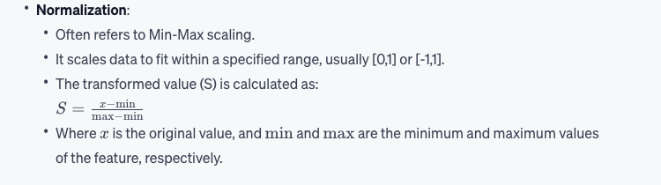 • Normalization:
• Often refers to Min-Max scaling.
• It scales data to fit within a specified range, usually [0,1] or [-1,1].
• The transformed value (S) is calculated as:
S = x−min / max−min
• Where x is the original value, and min and max are the minimum and maximum values
of the feature, respectively.